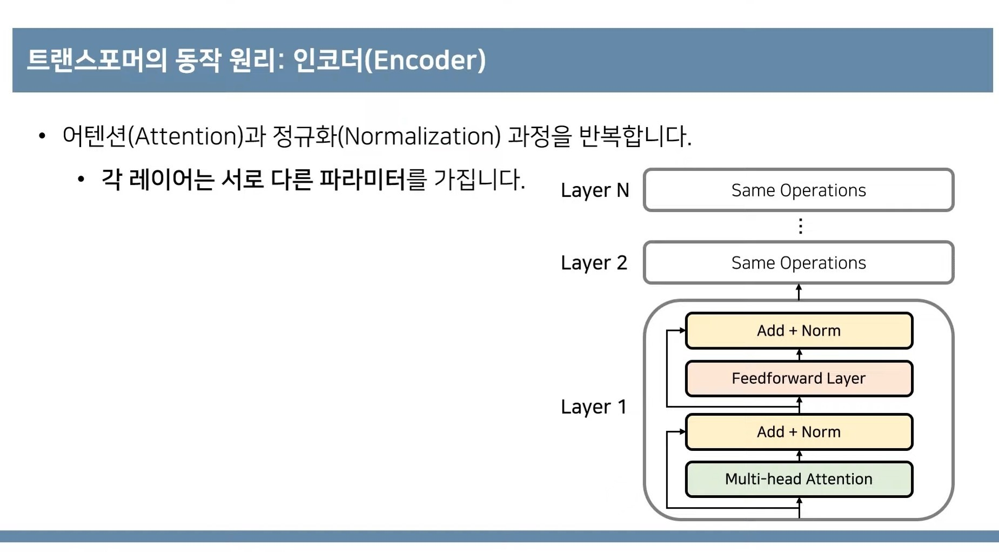 트랜스포머의 동작 원리: 인코더(Encoder)
• 어텐션(Attention)과 정규화(Normalization) 과정을 반복합니다.
• 각 레이어는 서로 다른 파라미터를 가집니다.
Layer N
Same Operations
⋮
Layer 2
Same Operations
Layer 1
Add + Norm
Feedforward Layer
Add + Norm
Multi-head Attention